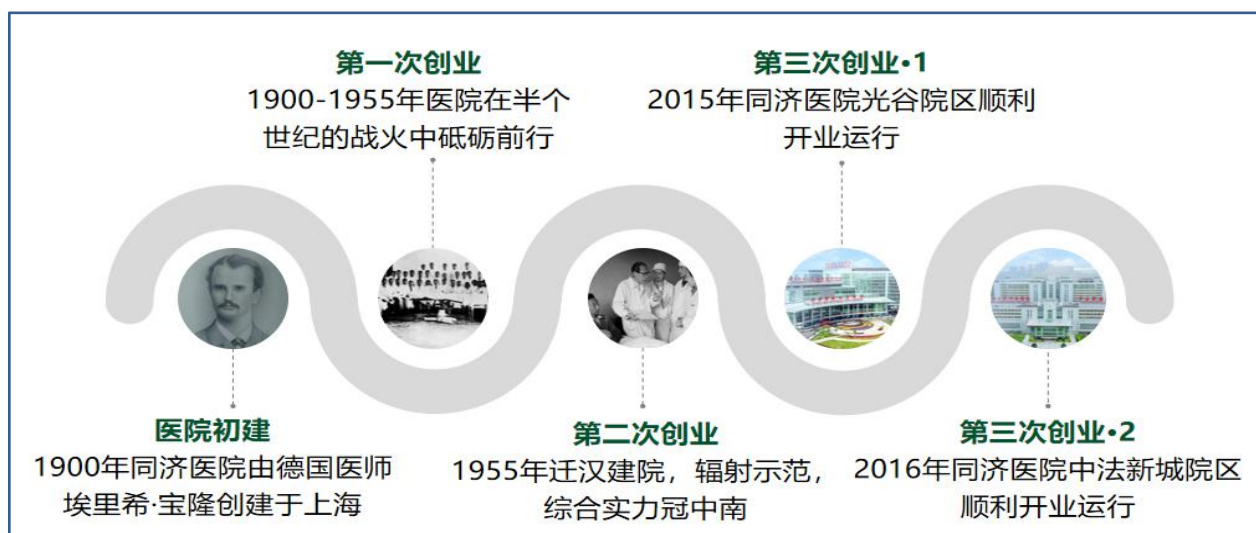 第一次创业
1900-1955年医院在半个
世纪的战火中砥砺前行
第三次创业•1
2015年同济医院光谷院区顺利
开业运行
医院初建
1900年同济医院由德国医师
埃里希·宝隆创建于上海
第二次创业
1955年迁汉建院，辐射示范，
综合实力冠中南
第三次创业•2
2016年同济医院中法新城院区
顺利开业运行